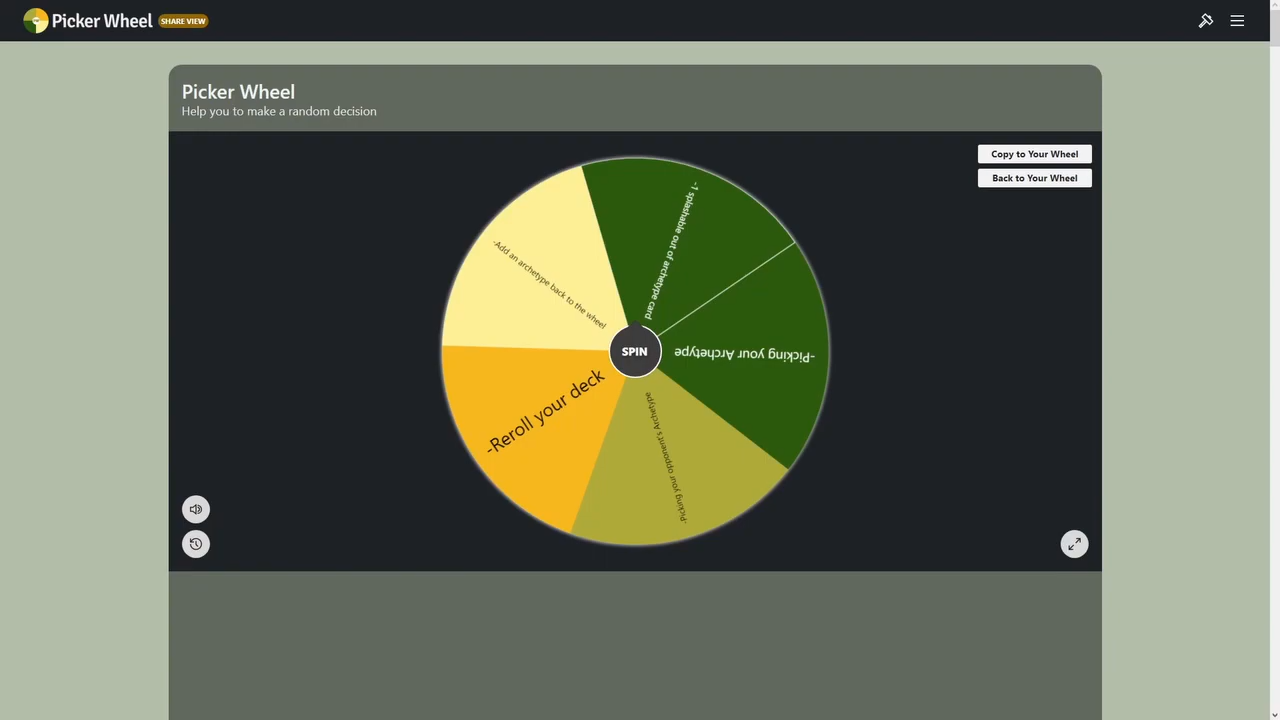 Picker Wheel
SHARE VIEW
Picker Wheel
Help you to make a random decision
Copy to Your Wheel
Back to Your Wheel
-1 splashable out of archetype card
-Add an archetype back to the wheel
SPIN
-Picking your Archetype
-Reroll your deck
-Picking your opponent's Archetype